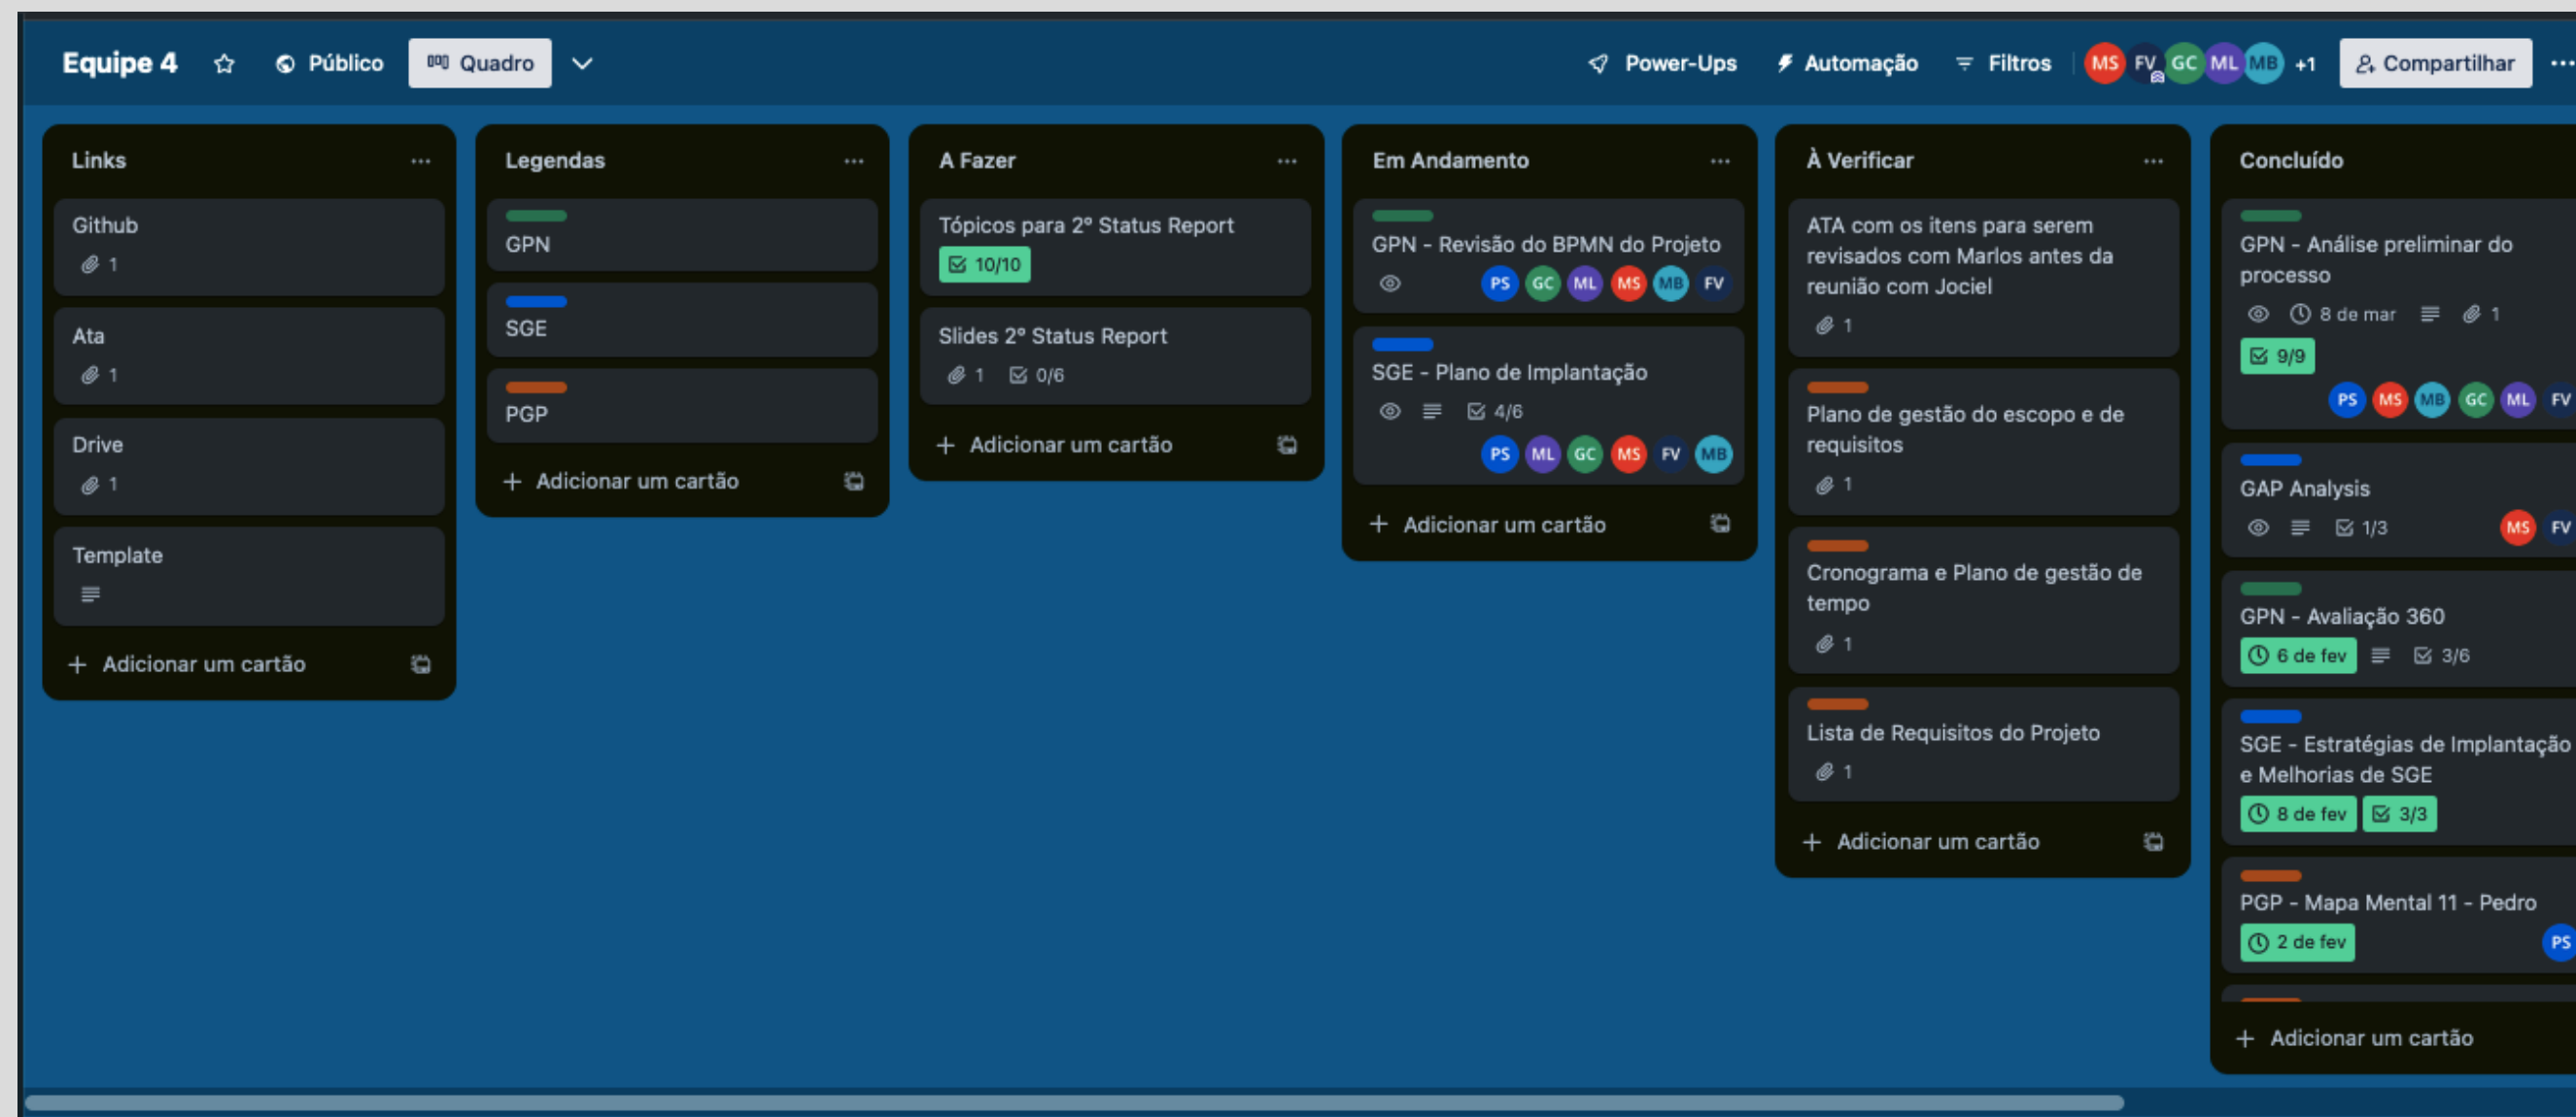 Equipe 4 Público Quadro Power-Ups Automação Filtros MS FV GC ML MB +1 Compartilhar
Links
Github
1
Ata
1
Drive
1
Template
+ Adicionar um cartão
Legendas
GPN
SGE
PGP
+ Adicionar um cartão
A Fazer
Tópicos para 2º Status Report
10/10
Slides 2º Status Report
1 0/6
+ Adicionar um cartão
Em Andamento
GPN - Revisão do BPMN do Projeto
PS GC ML MS MB FV
SGE - Plano de Implantação
4/6
PS ML GC MS FV MB
+ Adicionar um cartão
À Verificar
ATA com os itens para serem
revisados com Marlos antes da
reunião com Jociel
1
Plano de gestão do escopo e de
requisitos
1
Cronograma e Plano de gestão de
tempo
1
Lista de Requisitos do Projeto
1
+ Adicionar um cartão
Concluído
GPN - Análise preliminar do
processo
8 de mar 1
9/9
PS MS MB GC ML FV
GAP Analysis
1/3 MS FV
GPN - Avaliação 360
6 de fev 3/6
SGE - Estratégias de Implantação
e Melhorias de SGE
8 de fev 3/3
PGP - Mapa Mental 11 - Pedro
2 de fev PS
+ Adicionar um cartão